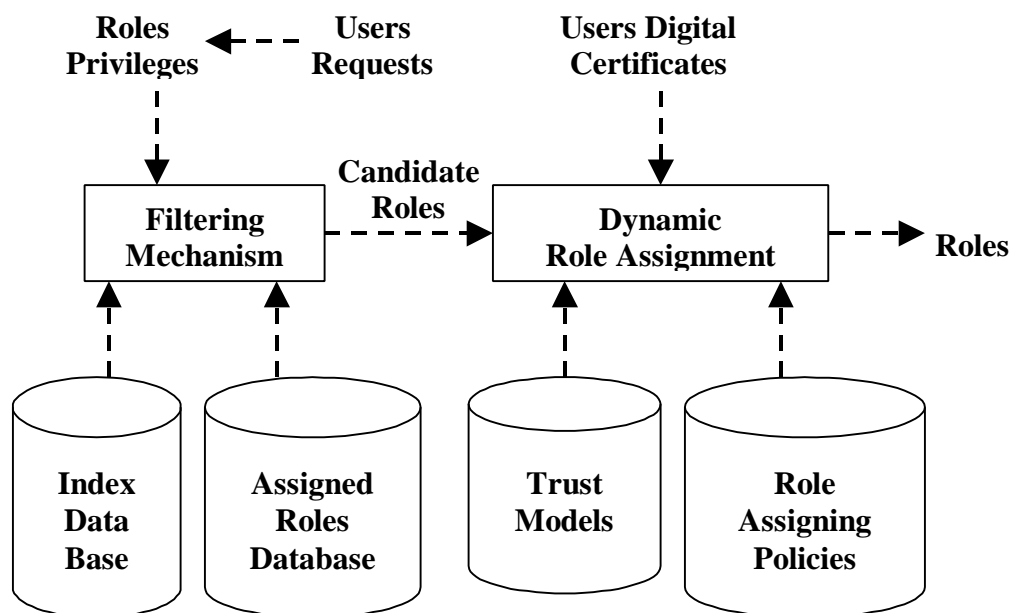 Roles
Privileges
Users
Requests
Users Digital
Certificates
Candidate
Roles
Filtering
Mechanism
Dynamic
Role Assignment
Roles
Index
Data
Base
Assigned
Roles
Database
Trust
Models
Role
Assigning
Policies